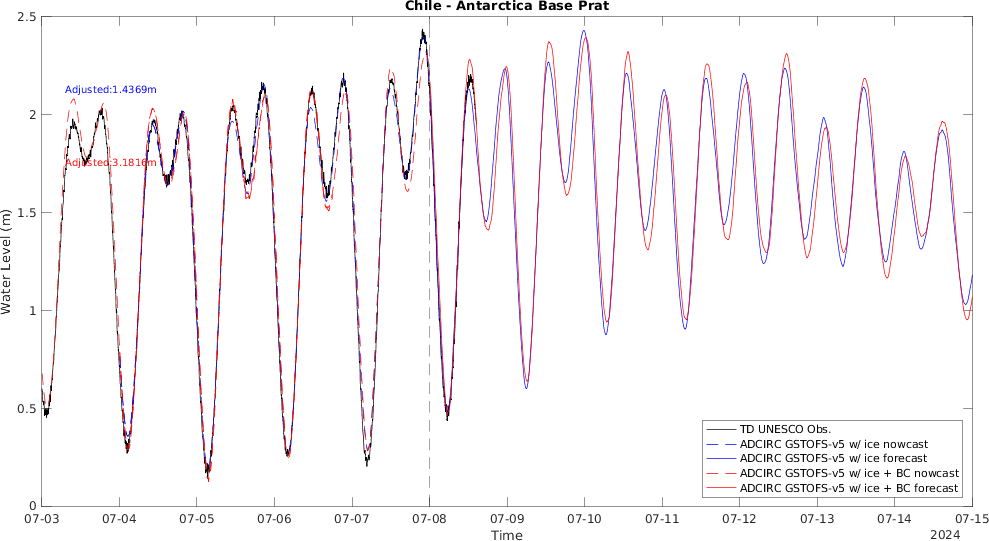 Chile - Antarctica Base Prat
2.5
2
1.5
1
0.5
0
Water Level (m)
Adjusted:1.4369m
Adjusted:3.1816m
TD UNESCO Obs.
ADCIRC GSTOFS-v5 w/ ice nowcast
ADCIRC GSTOFS-v5 w/ ice forecast
ADCIRC GSTOFS-v5 w/ ice + BC nowcast
ADCIRC GSTOFS-v5 w/ ice + BC forecast
07-03 07-04 07-05 07-06 07-07 07-08 07-09 07-10 07-11 07-12 07-13 07-14 07-15
Time
2024